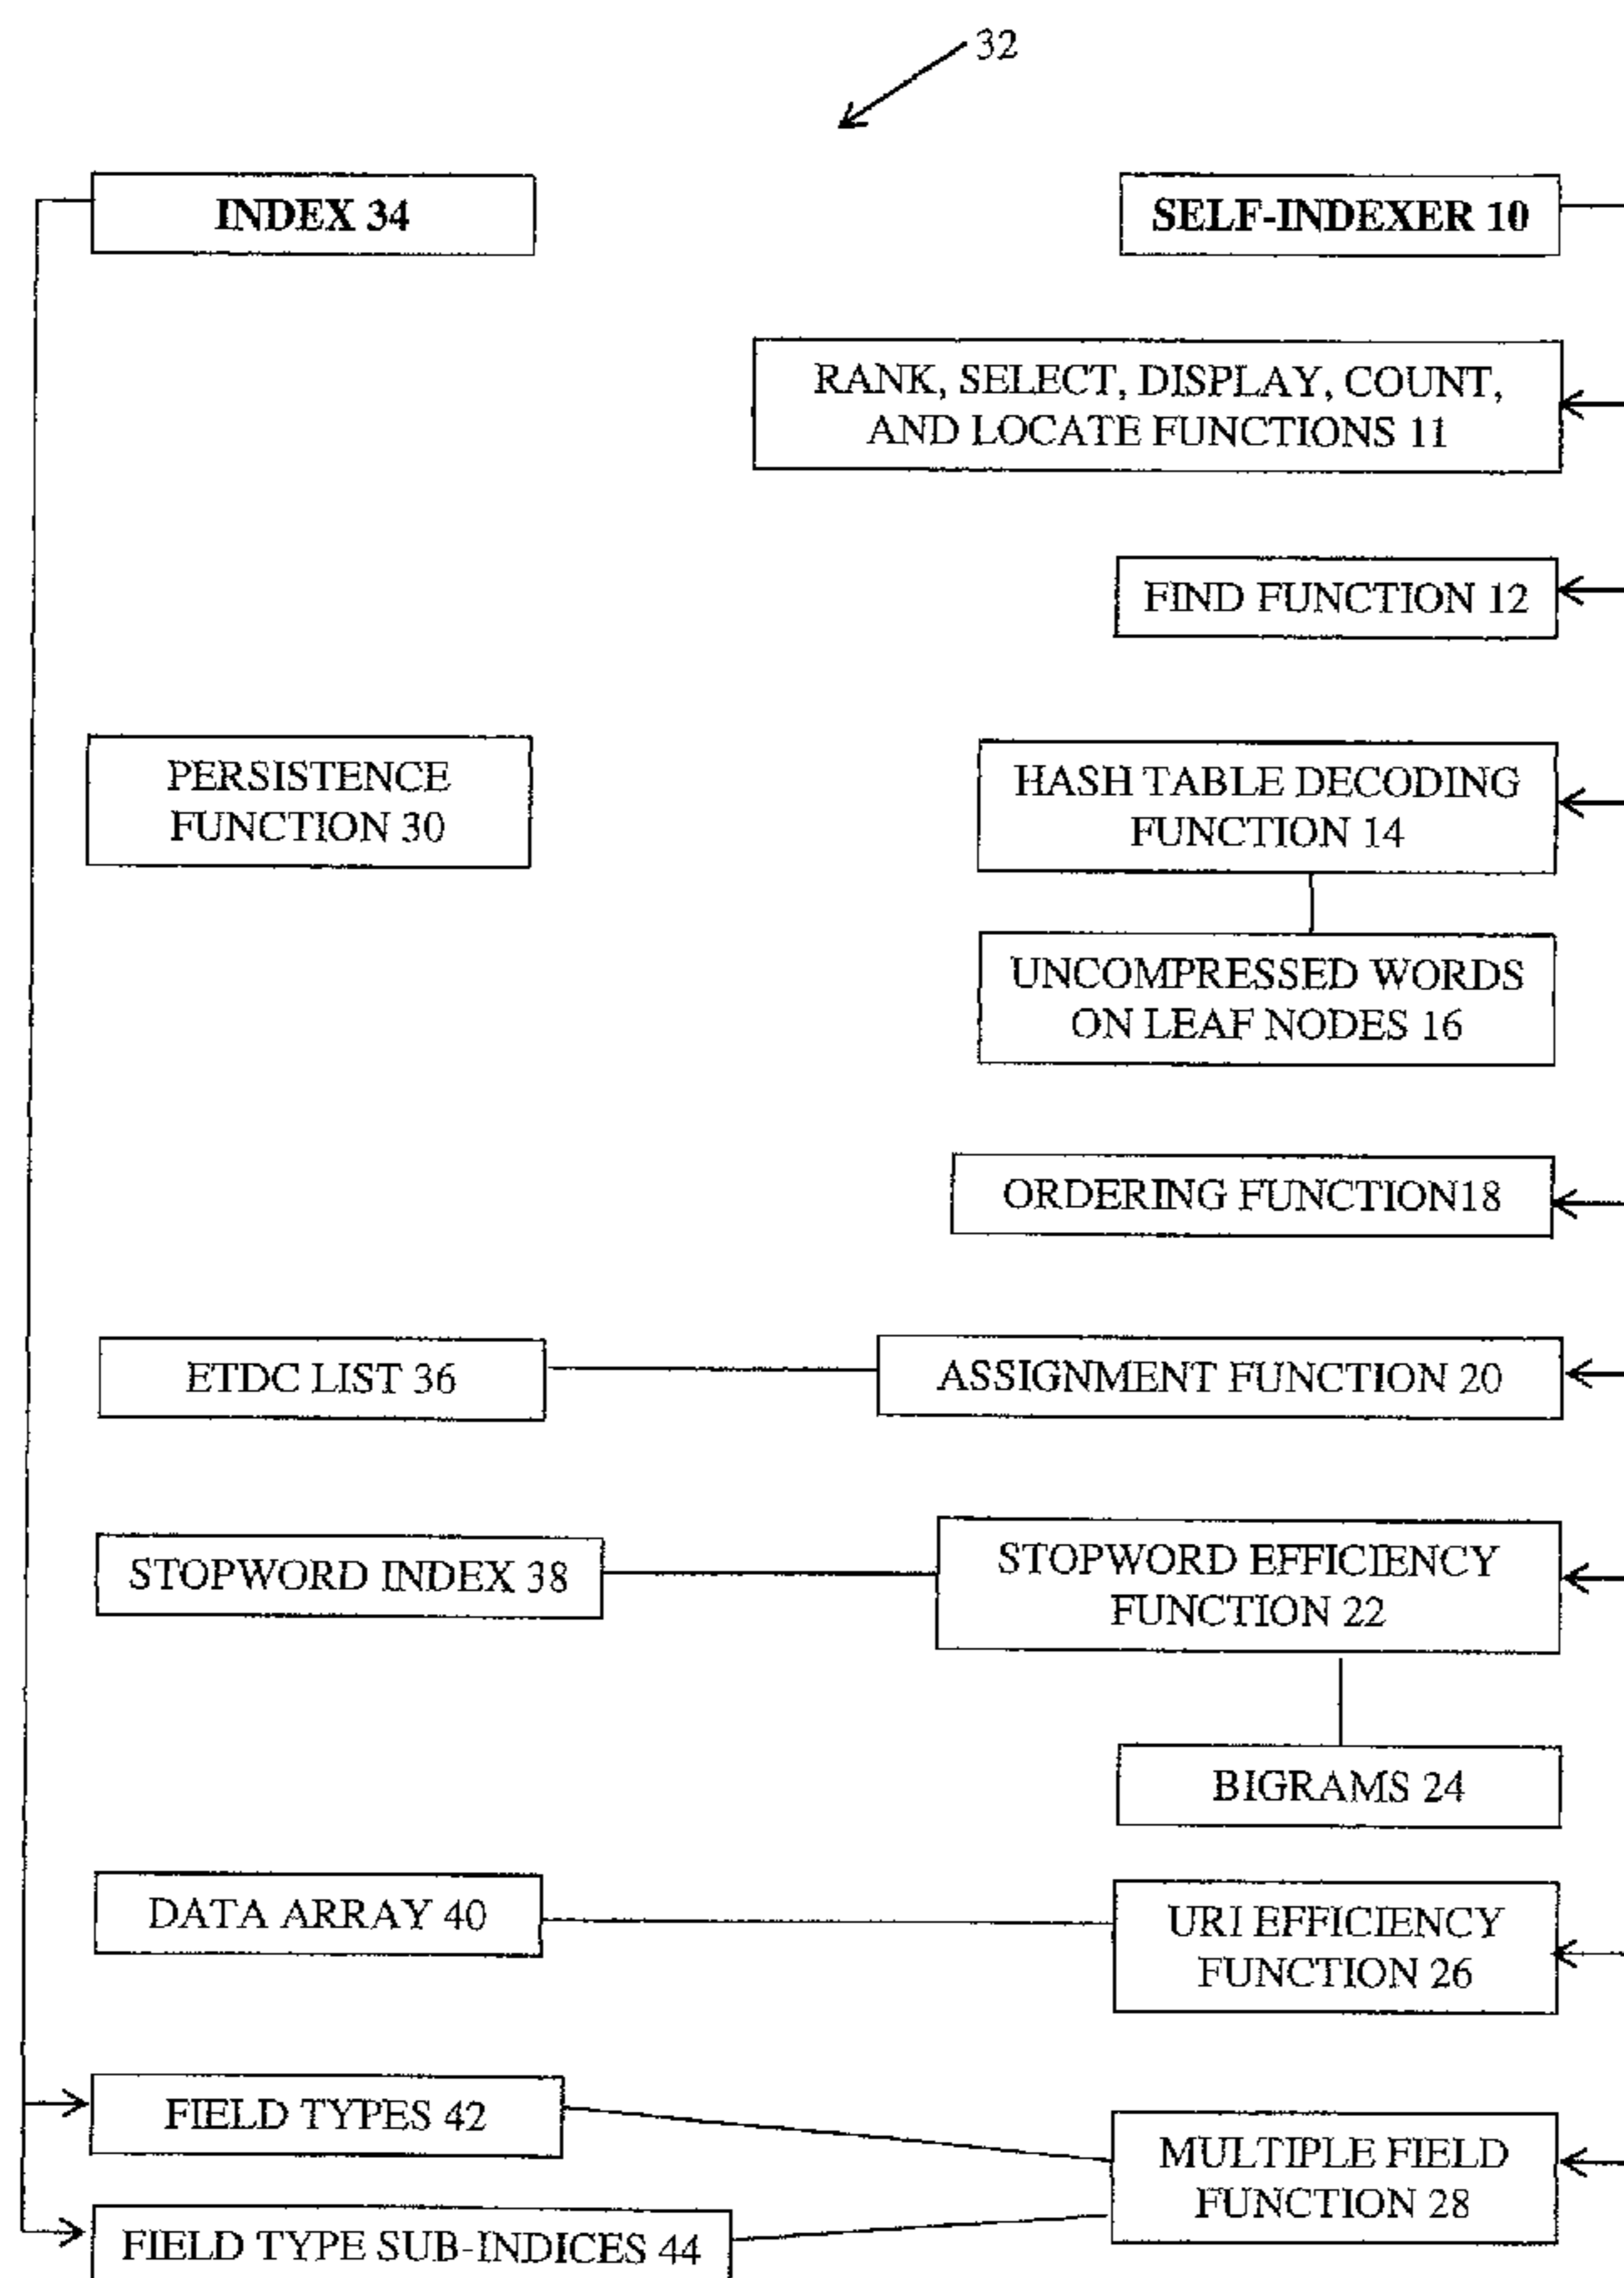 32
INDEX 34
SELF-INDEXER 10
RANK, SELECT, DISPLAY, COUNT,
AND LOCATE FUNCTIONS 11
FIND FUNCTION 12
PERSISTENCE
FUNCTION 30
HASH TABLE DECODING
FUNCTION 14
UNCOMPRESSED WORDS
ON LEAF NODES 16
ORDERING FUNCTION18
ETDC LIST 36
ASSIGNMENT FUNCTION 20
STOPWORD INDEX 38
STOPWORD EFFICIENCY
FUNCTION 22
BIGRAMS 24
DATA ARRAY 40
URI EFFICIENCY
FUNCTION 26
FIELD TYPES 42
MULTIPLE FIELD
FUNCTION 28
FIELD TYPE SUB-INDICES 44